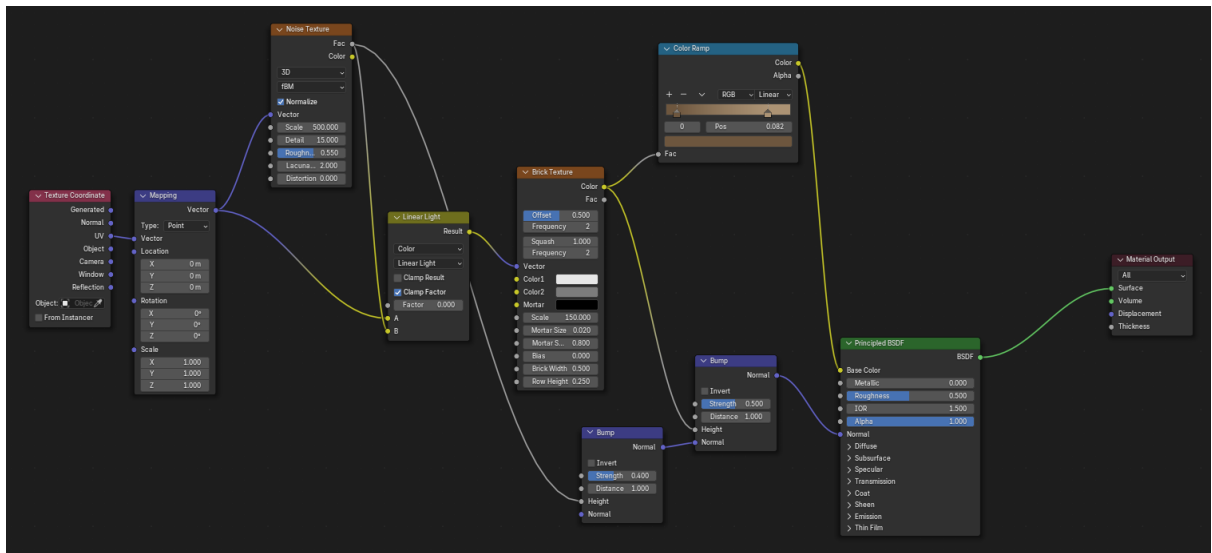 Texture Coordinate
Generated
Normal
UV
Object
Camera
Window
Reflection
Object: Objec
From Instancer
Mapping
Vector
Type: Point
Vector
Location
X 0 m
Y 0 m
Z 0 m
Rotation
X 0°
Y 0°
Z 0°
Scale
X 1.000
Y 1.000
Z 1.000
Noise Texture
Fac
Color
3D
fBM
Normalize
Vector
Scale 500.000
Detail 15.000
Roughn... 0.550
Lacuna... 2.000
Distortion 0.000
Linear Light
Result
Color
Linear Light
Clamp Result
Clamp Factor
Factor 0.000
A
B
Brick Texture
Color
Fac
Offset 0.500
Frequency 2
Squash 1.000
Frequency 2
Vector
Color1
Color2
Mortar
Scale 150.000
Mortar Size 0.020
Mortar S... 0.800
Bias 0.000
Brick Width 0.500
Row Height 0.250
Bump
Normal
Invert
Strength 0.400
Distance 1.000
Height
Normal
Color Ramp
Color
Alpha
+ − RGB Linear
0 Pos 0.082
Fac
Bump
Normal
Invert
Strength 0.500
Distance 1.000
Height
Normal
Principled BSDF
BSDF
Base Color
Metallic 0.000
Roughness 0.500
IOR 1.500
Alpha 1.000
Normal
Diffuse
Subsurface
Specular
Transmission
Coat
Sheen
Emission
Thin Film
Material Output
All
Surface
Volume
Displacement
Thickness